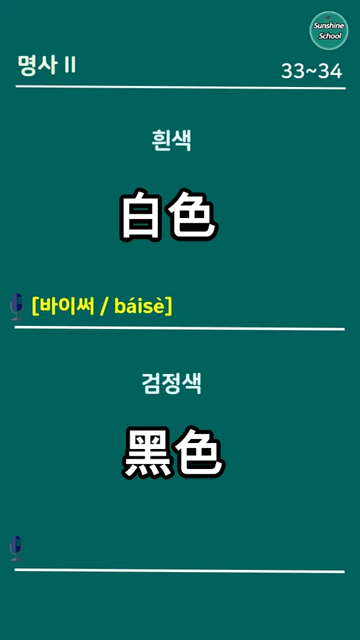 Sunshine
School
명사 II
33~34
흰색
白色
[바이써 / báisè]
검정색
黑色